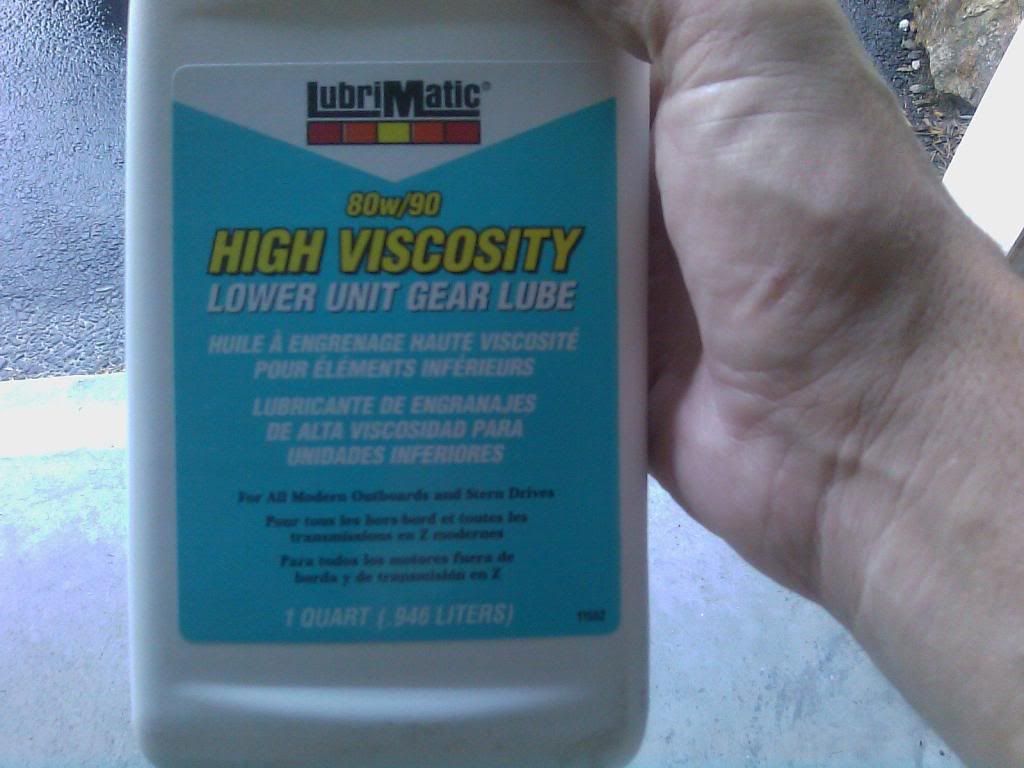 LubriMatic®
80w/90
HIGH VISCOSITY
LOWER UNIT GEAR LUBE
HUILE À ENGRENAGE HAUTE VISCOSITÉ
POUR ÉLÉMENTS INFÉRIEURS
LUBRICANTE DE ENGRANAJES
DE ALTA VISCOSIDAD PARA
UNIDADES INFERIORES
For All Modern Outboards and Stern Drives
Pour tous les hors-bord et toutes les
transmissions en Z modernes
Para todos los motores fuera de
borda y de transmisión en Z
1 QUART (.946 LITERS)